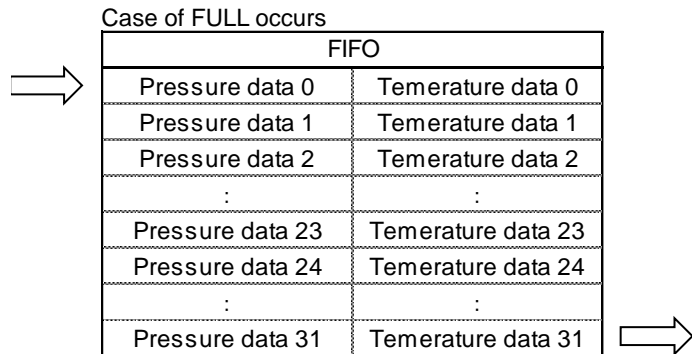 Case of FULL occurs
FIFO
Pressure data 0 Temerature data 0
Pressure data 1 Temerature data 1
Pressure data 2 Temerature data 2
: :
Pressure data 23 Temerature data 23
Pressure data 24 Temerature data 24
: :
Pressure data 31 Temerature data 31